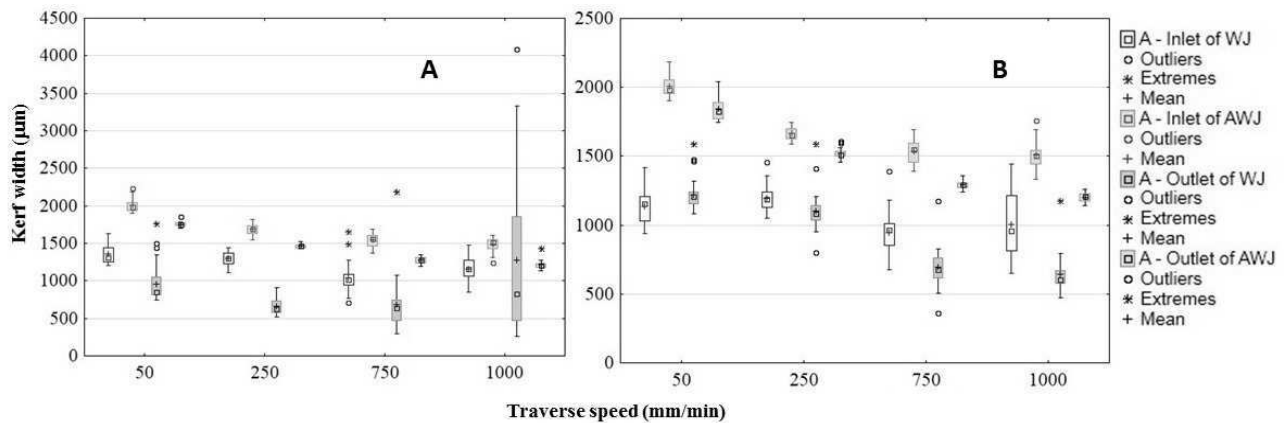 Kerf width (µm)
4500
4000
3500
3000
2500
2000
1500
1000
500
0
A
50
250
750
1000
2500
2000
1500
1000
500
0
B
50
250
750
1000
Traverse speed (mm/min)
A - Inlet of WJ
Outliers
Extremes
Mean
A - Inlet of AWJ
Outliers
Extremes
Mean
A - Outlet of WJ
Outliers
Extremes
Mean
A - Outlet of AWJ
Outliers
Extremes
Mean